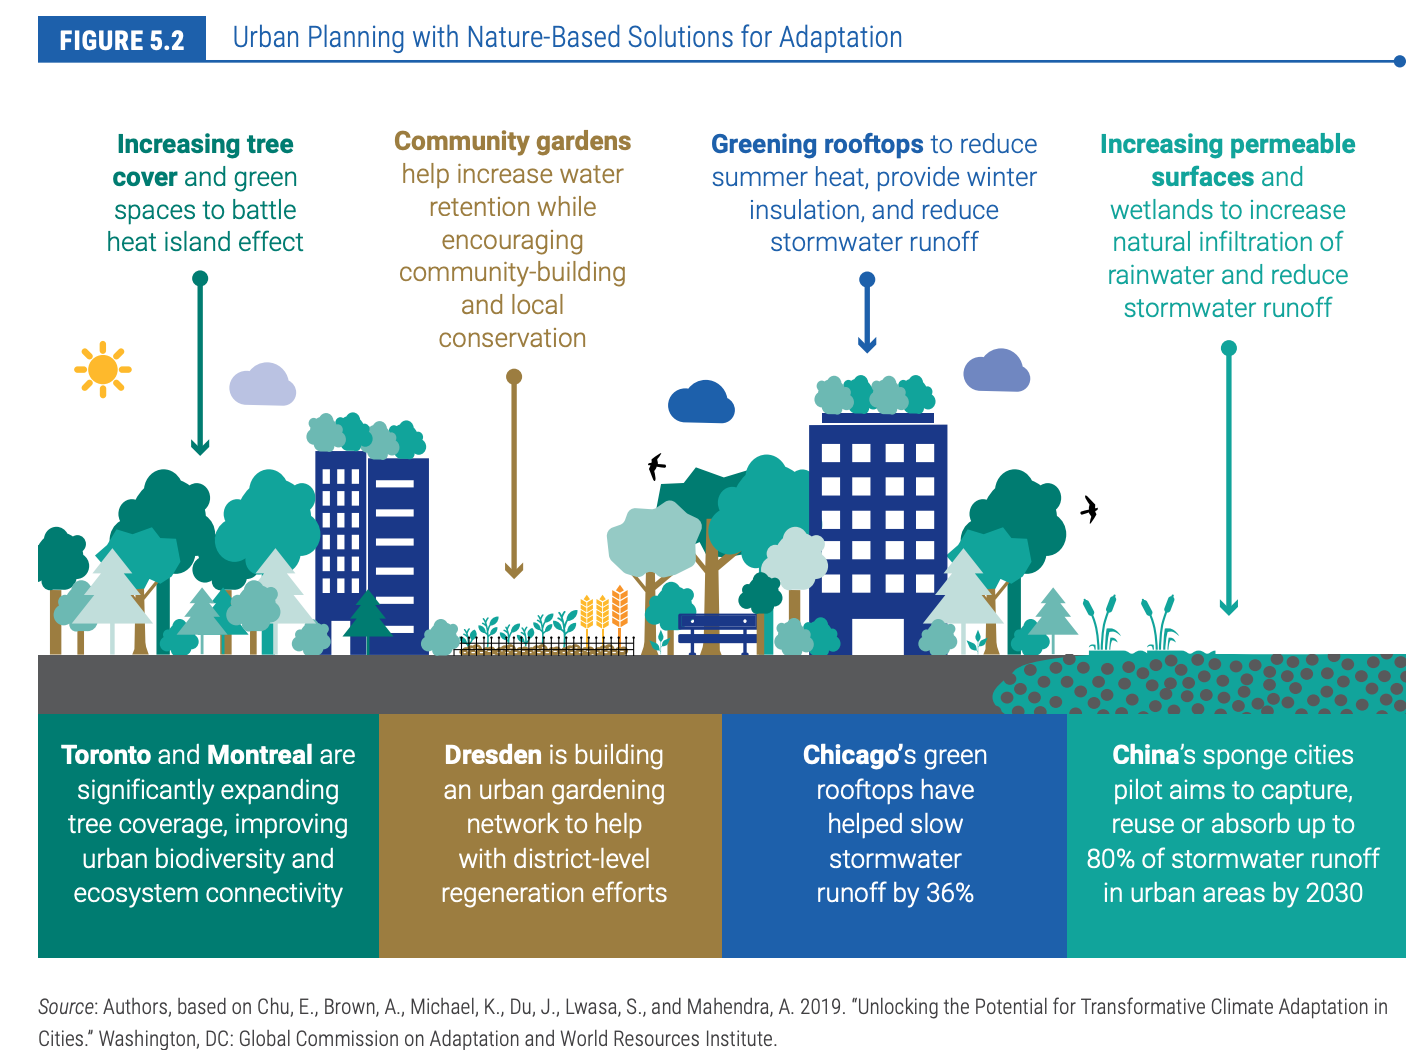 FIGURE 5.2
Urban Planning with Nature-Based Solutions for Adaptation
Increasing tree
cover and green
spaces to battle
heat island effect
Community gardens
help increase water
retention while
encouraging
community-building
and local
conservation
Greening rooftops to reduce
summer heat, provide winter
insulation, and reduce
stormwater runoff
Increasing permeable
surfaces and
wetlands to increase
natural infiltration of
rainwater and reduce
stormwater runoff
Toronto and Montreal are
significantly expanding
tree coverage, improving
urban biodiversity and
ecosystem connectivity
Dresden is building
an urban gardening
network to help
with district-level
regeneration efforts
Chicago’s green
rooftops have
helped slow
stormwater
runoff by 36%
China’s sponge cities
pilot aims to capture,
reuse or absorb up to
80% of stormwater runoff
in urban areas by 2030
Source: Authors, based on Chu, E., Brown, A., Michael, K., Du, J., Lwasa, S., and Mahendra, A. 2019. “Unlocking the Potential for Transformative Climate Adaptation in
Cities.” Washington, DC: Global Commission on Adaptation and World Resources Institute.